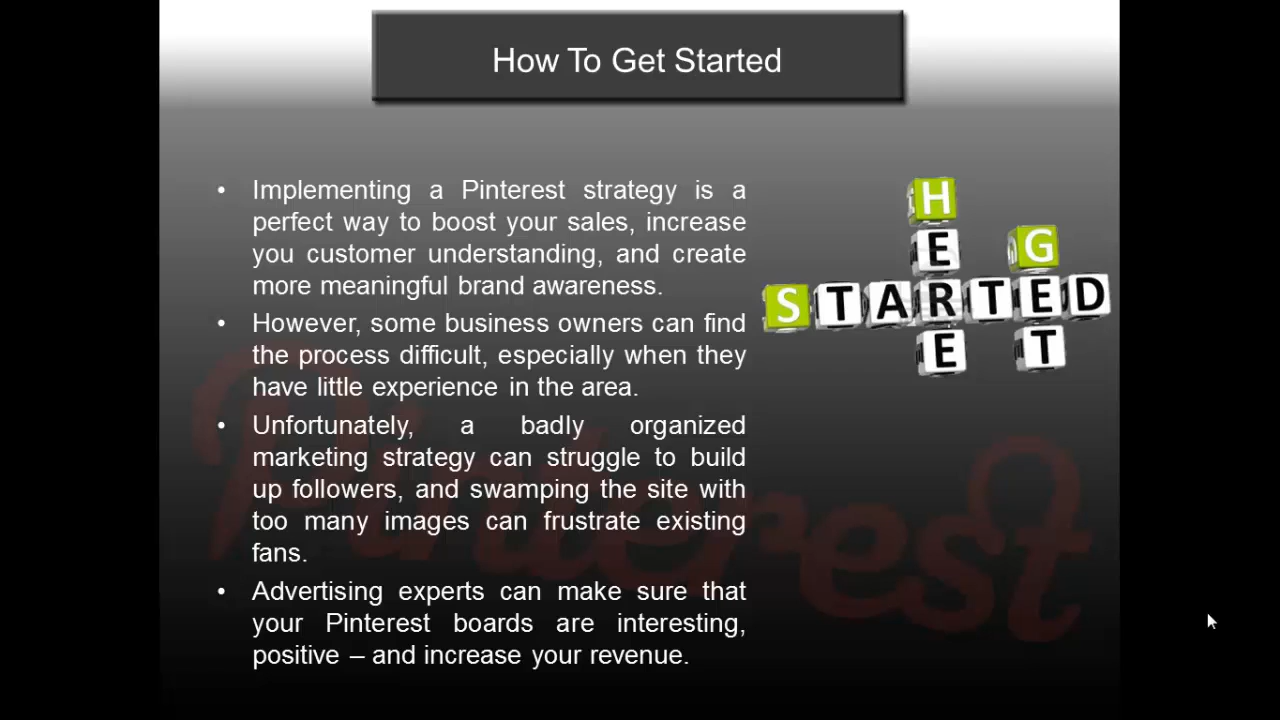 How To Get Started
• Implementing a Pinterest strategy is a
perfect way to boost your sales, increase
you customer understanding, and create
more meaningful brand awareness.
• However, some business owners can find
the process difficult, especially when they
have little experience in the area.
• Unfortunately, a badly organized
marketing strategy can struggle to build
up followers, and swamping the site with
too many images can frustrate existing
fans.
• Advertising experts can make sure that
your Pinterest boards are interesting,
positive – and increase your revenue.
HERE
GET
STARTED
Pinterest